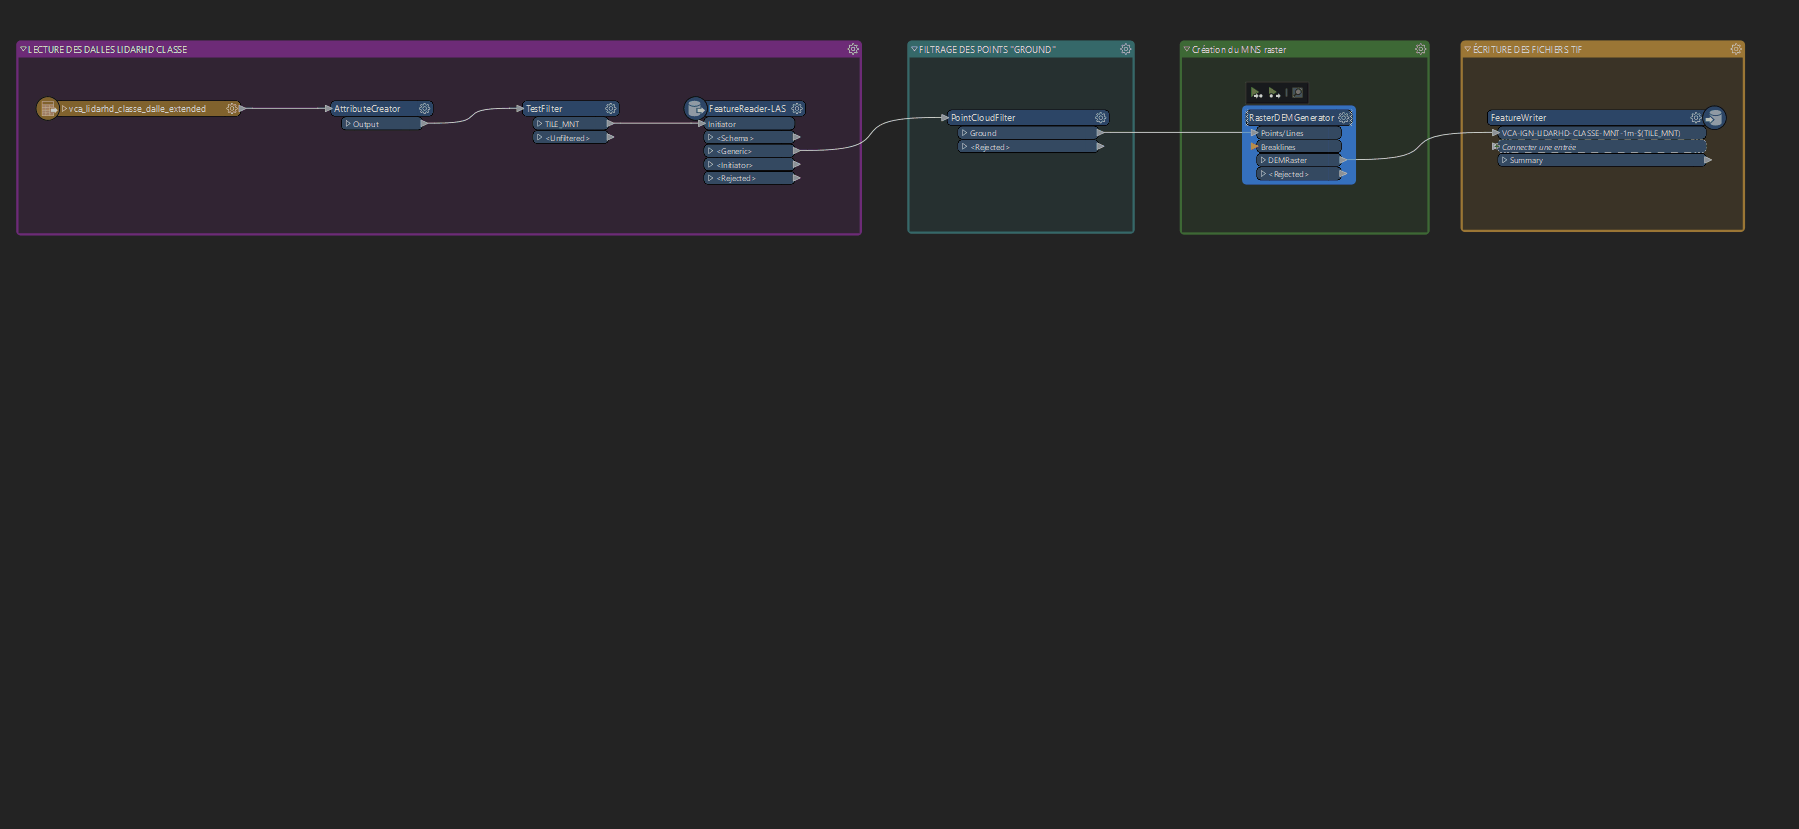 LECTURE DES DALLES LIDARHD CLASSE
vca_lidarhd_classe_dalle_extended
AttributeCreator
Output
TestFilter
TILE_MNT
<Unfiltered>
FeatureReader-LAS
Initiator
<Schema>
<Generic>
<Initiator>
<Rejected>
FILTRAGE DES POINTS "GROUND"
PointCloudFilter
Ground
<Rejected>
Création du MNS raster
RasterDEMGenerator
Points/Lines
Breaklines
DEMRaster
<Rejected>
ÉCRITURE DES FICHIERS TIF
FeatureWriter
VCA-IGN-LIDARHD-CLASSE-MNT-1m-$(TILE_MNT)
Connecter une entrée
Summary